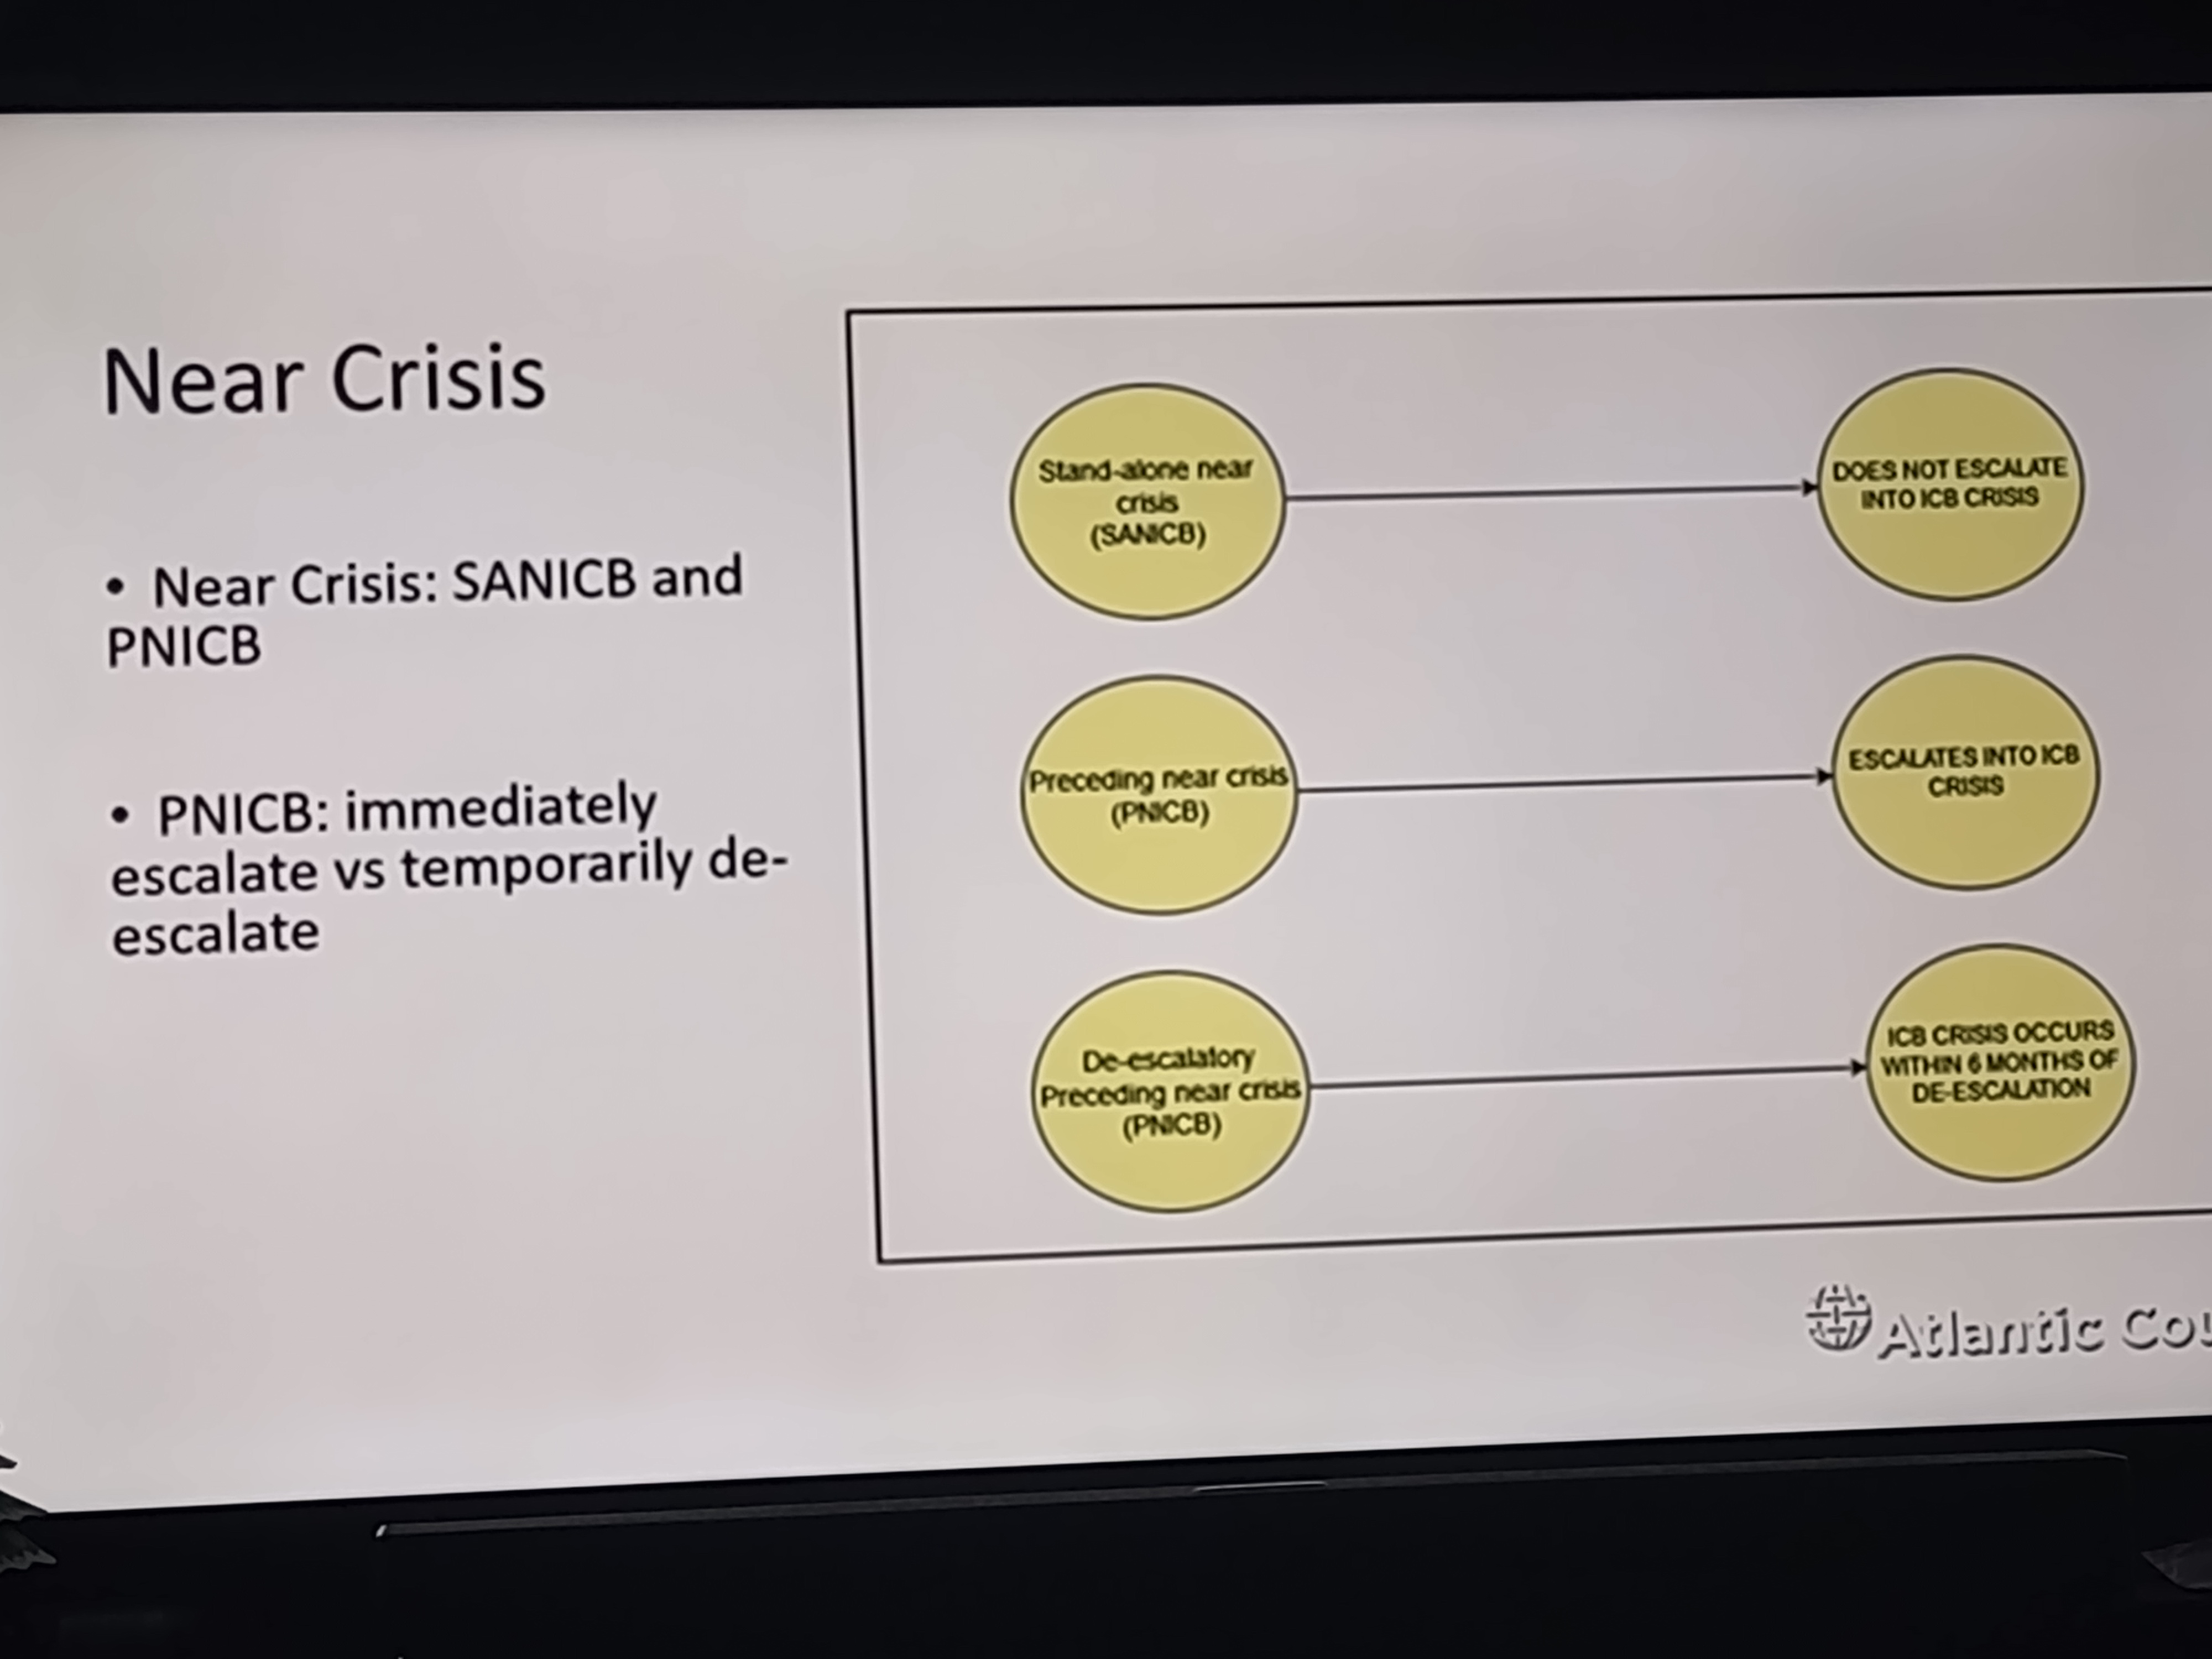 Near Crisis
• Near Crisis: SANICB and
PNICB
• PNICB: immediately
escalate vs temporarily de-
escalate
Stand-alone near
crisis
(SANICB)
DOES NOT ESCALATE
INTO ICB CRISIS
Preceding near crisis
(PNICB)
ESCALATES INTO ICB
CRISIS
De-escalatory
Preceding near crisis
(PNICB)
ICB CRISIS OCCURS
WITHIN 6 MONTHS OF
DE-ESCALATION
Atlantic Cou